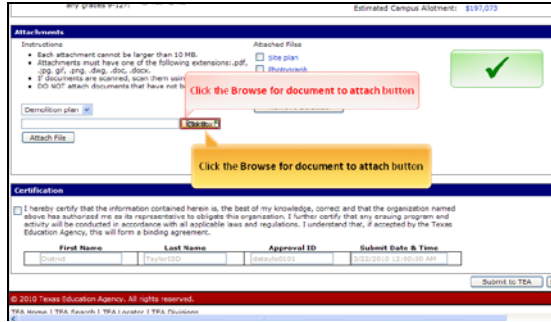 any grades 9-12?:
Estimated Campus Allotment: $197,073
Attachments
Instructions
Attached Files
• Each attachment cannot be larger than 10 MB.
• Attachments must have one of the following extensions:.pdf, .jpg, gif, .png, .dwg, .doc, .docx.
• If documents are scanned, scan them usin
• DO NOT attach documents that have not b
Site plan
Photograph
Click the Browse for document to attach button
Demolition plan
Attach File
Click the Browse for document to attach button
Certification
I hereby certify that the information contained herein is, the best of my knowledge, correct and that the organization named
above has authorized me as its representative to obligate this organization. I further certify that any ensuing program and
activity will be conducted in accordance with all applicable laws and regulations. I understand that, if accepted by the Texas
Education Agency, this will form a binding agreement.
First Name Last Name Approval ID Submit Date & Time
District TaylorISD dataylo0101 3/22/2010 12:00:00 AM
Submit to TEA
© 2010 Texas Education Agency. All rights reserved.
TEA Home | TEA Search | TEA Locator | TEA Divisions